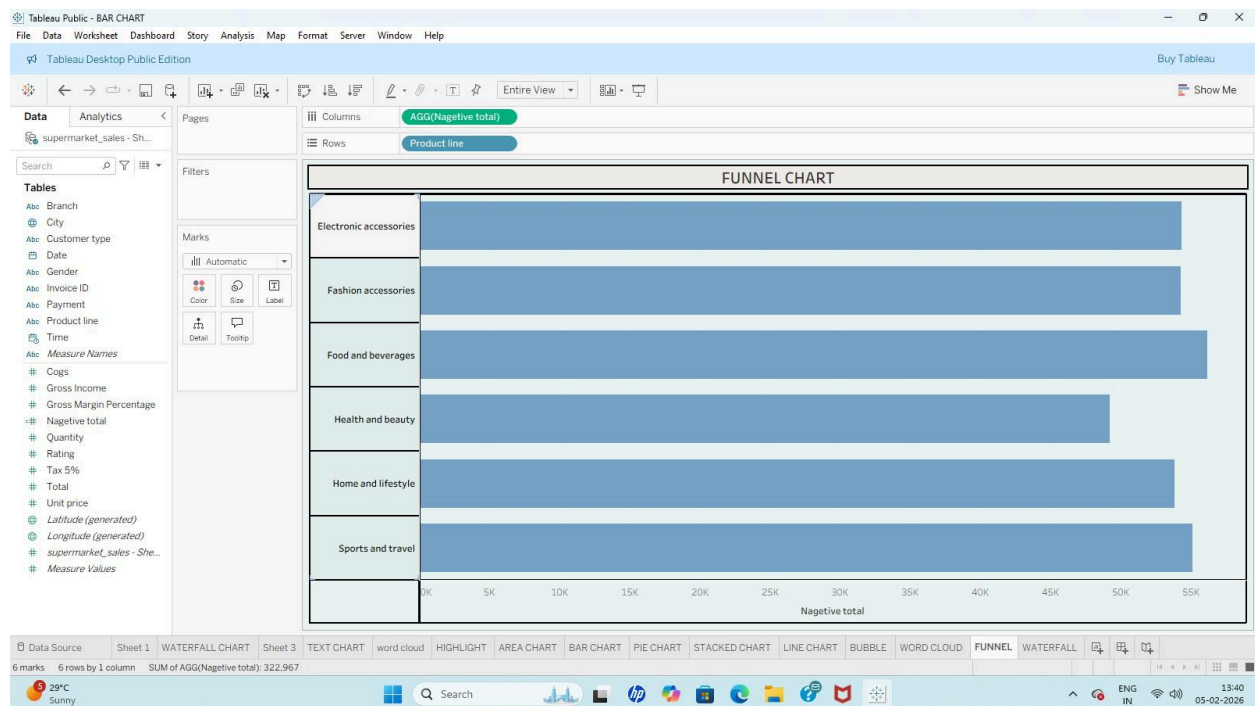 Tableau Public - BAR CHART
File Data Worksheet Dashboard Story Analysis Map Format Server Window Help
Tableau Desktop Public Edition
Buy Tableau
Entire View
Show Me
Data Analytics
supermarket_sales - Sh...
Search
Tables
Abc Branch
City
Abc Customer type
Date
Abc Gender
Abc Invoice ID
Abc Payment
Abc Product line
Time
Abc Measure Names
# Cogs
# Gross Income
# Gross Margin Percentage
=# Nagetive total
# Quantity
# Rating
# Tax 5%
# Total
# Unit price
Latitude (generated)
Longitude (generated)
# supermarket_sales - She...
# Measure Values
Pages
Filters
Marks
Automatic
Color Size Label
T
Detail Tooltip
Columns AGG(Nagetive total)
Rows Product line
FUNNEL CHART
Electronic accessories
Fashion accessories
Food and beverages
Health and beauty
Home and lifestyle
Sports and travel
0K 5K 10K 15K 20K 25K 30K 35K 40K 45K 50K 55K
Nagetive total
Data Source Sheet 1 WATERFALL CHART Sheet 3 TEXT CHART word cloud HIGHLIGHT AREA CHART BAR CHART PIE CHART STACKED CHART LINE CHART BUBBLE WORD CLOUD FUNNEL WATERFALL
6 marks 6 rows by 1 column SUM of AGG(Nagetive total): 322,967
5
29°C
Sunny
Search
hp
ENG
IN
13:40
05-02-2026